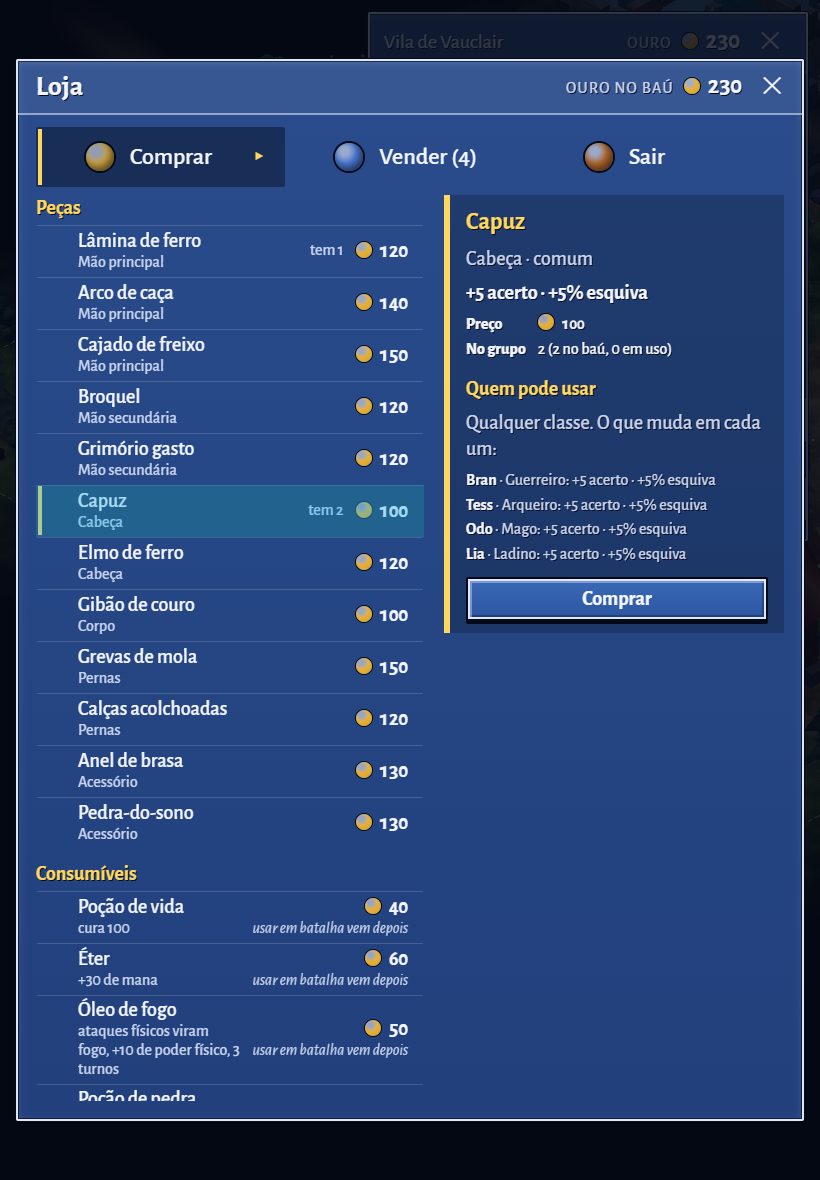 Vila de Vauclair OURO 230
Loja
OURO NO BAÚ 230
Comprar
Vender (4)
Sair
Peças
Lâmina de ferro
Mão principal
tem 1 120
Arco de caça
Mão principal
140
Cajado de freixo
Mão principal
150
Broquel
Mão secundária
120
Grimório gasto
Mão secundária
120
Capuz
Cabeça
tem 2 100
Elmo de ferro
Cabeça
120
Gibão de couro
Corpo
100
Grevas de mola
Pernas
150
Calças acolchoadas
Pernas
120
Anel de brasa
Acessório
130
Pedra-do-sono
Acessório
130
Consumíveis
Poção de vida
cura 100
40
usar em batalha vem depois
Éter
+30 de mana
60
usar em batalha vem depois
Óleo de fogo
ataques físicos viram
fogo, +10 de poder físico, 3
turnos
50
usar em batalha vem depois
Poção de pedra
Capuz
Cabeça · comum
+5 acerto · +5% esquiva
Preço 100
No grupo 2 (2 no baú, 0 em uso)
Quem pode usar
Qualquer classe. O que muda em cada
um:
Bran · Guerreiro: +5 acerto · +5% esquiva
Tess · Arqueiro: +5 acerto · +5% esquiva
Odo · Mago: +5 acerto · +5% esquiva
Lia · Ladino: +5 acerto · +5% esquiva
Comprar